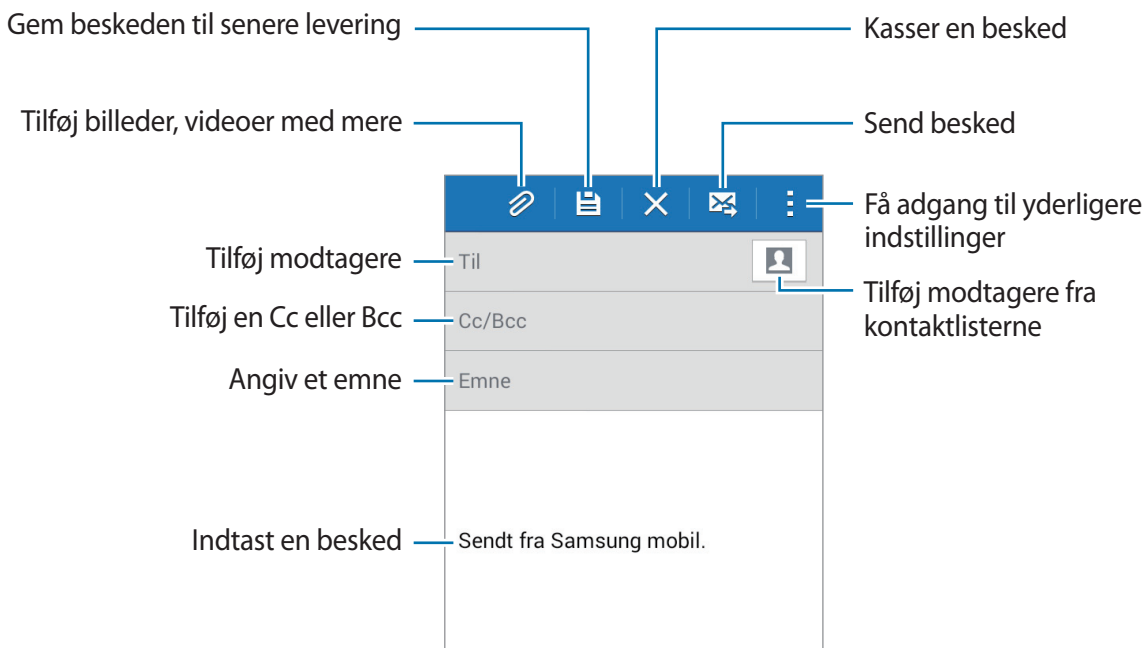 Gem beskeden til senere levering
Kasser en besked
Tilføj billeder, videoer med mere
Send besked
Få adgang til yderligere
indstillinger
Tilføj modtagere
Til
Tilføj modtagere fra
kontaktlisterne
Tilføj en Cc eller Bcc
Cc/Bcc
Angiv et emne
Emne
Indtast en besked
Sendt fra Samsung mobil.